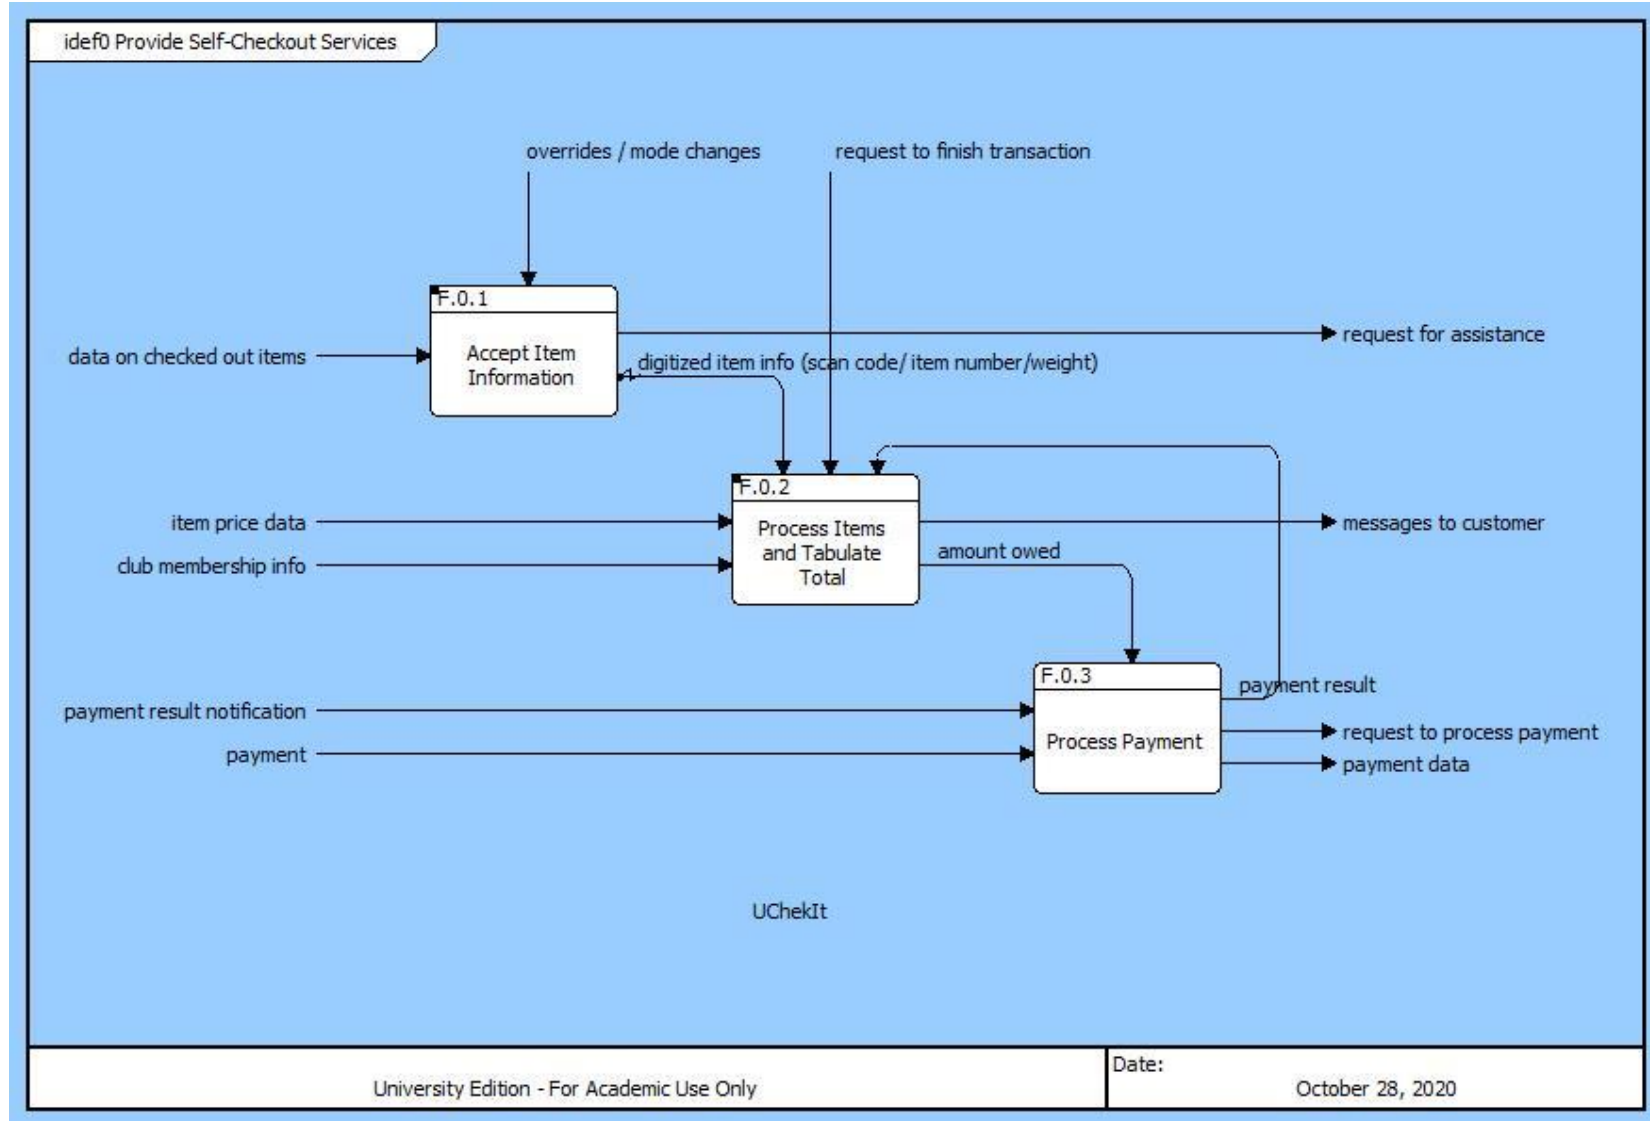 idef0 Provide Self-Checkout Services
overrides / mode changes
request to finish transaction
F.0.1
Accept Item
Information
data on checked out items
request for assistance
digitized item info (scan code/ item number/weight)
F.0.2
Process Items
and Tabulate
Total
item price data
club membership info
messages to customer
amount owed
F.0.3
Process Payment
payment result notification
payment
payment result
request to process payment
payment data
UChekIt
University Edition - For Academic Use Only
Date:
October 28, 2020